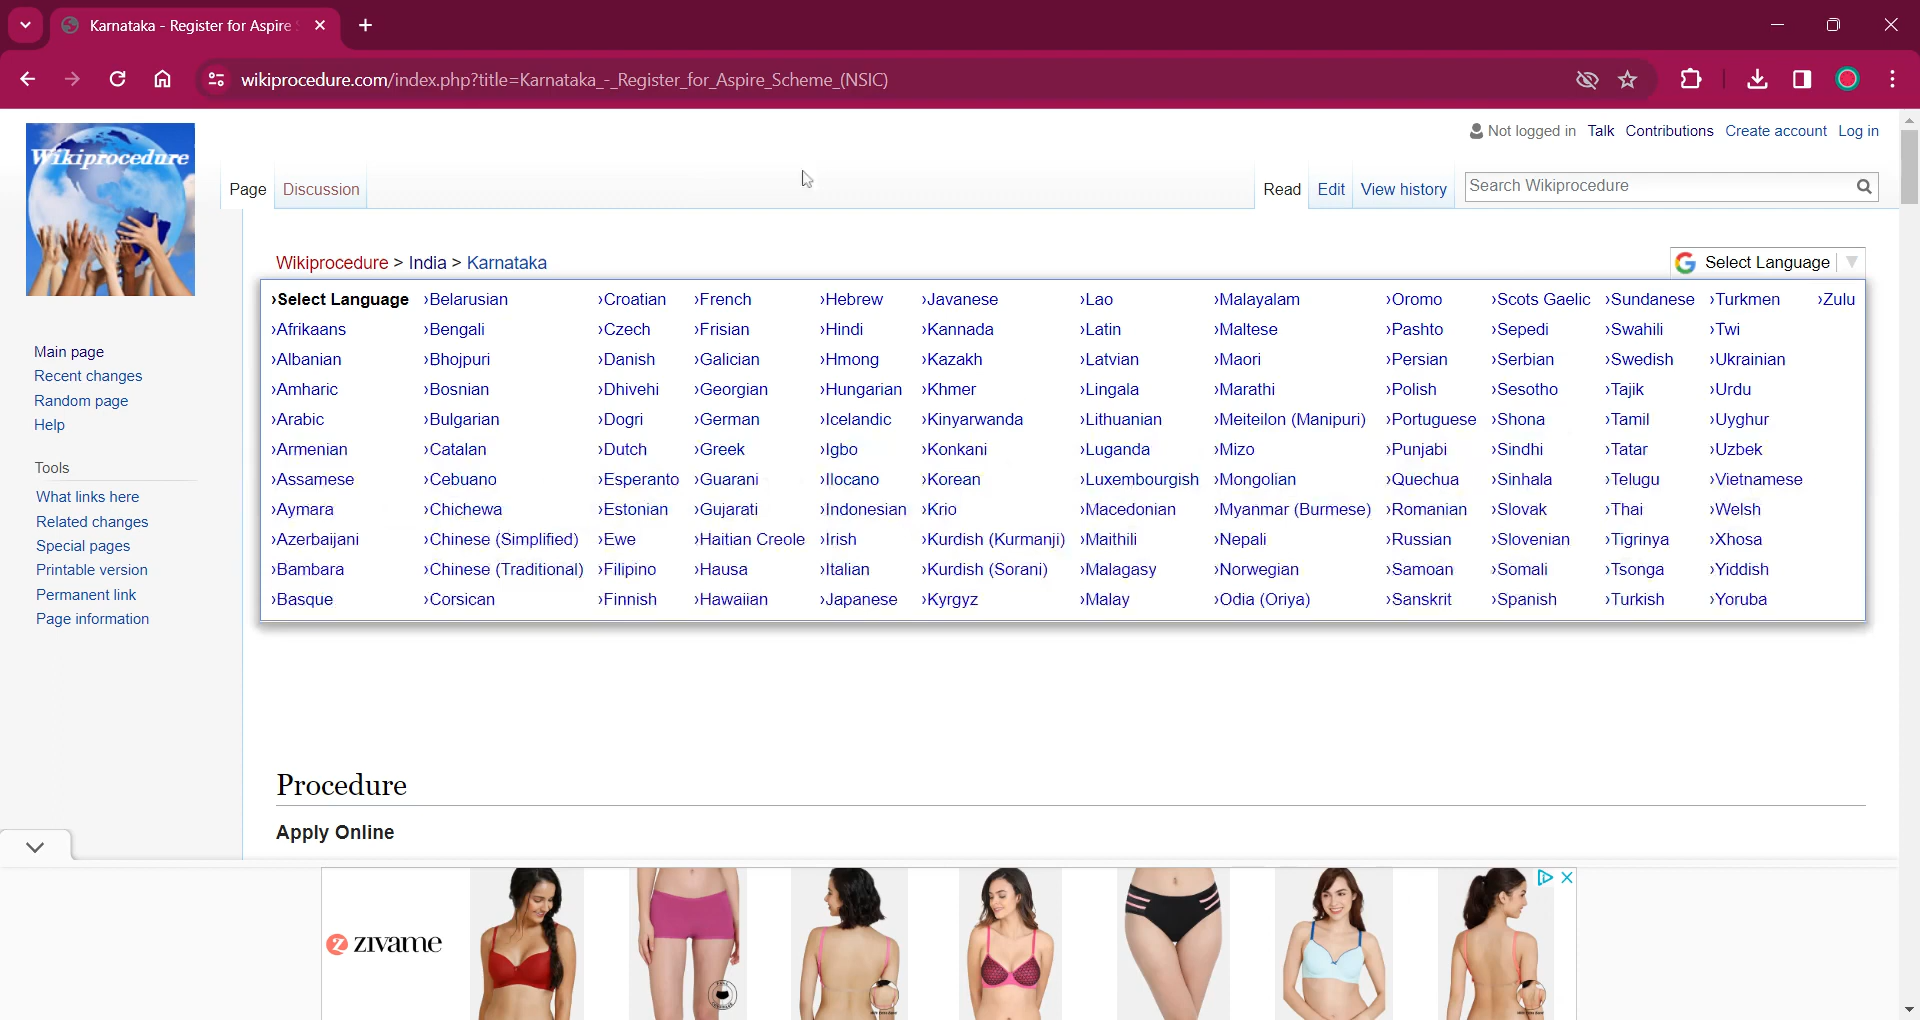 Karnataka - Register for Aspire
wikiprocedure.com/index.php?title=Karnataka_-_Register_for_Aspire_Scheme_(NSIC)
Wikiprocedure
Not logged in Talk Contributions Create account Log in
Page Discussion Read Edit View history Search Wikiprocedure
Wikiprocedure > India > Karnataka
Select Language
Main page
Recent changes
Random page
Help
Tools
What links here
Related changes
Special pages
Printable version
Permanent link
Page information
›Select Language ›Belarusian ›Croatian ›French ›Hebrew ›Javanese ›Lao ›Malayalam ›Oromo ›Scots Gaelic ›Sundanese ›Turkmen ›Zulu
›Afrikaans ›Bengali ›Czech ›Frisian ›Hindi ›Kannada ›Latin ›Maltese ›Pashto ›Sepedi ›Swahili ›Twi
›Albanian ›Bhojpuri ›Danish ›Galician ›Hmong ›Kazakh ›Latvian ›Maori ›Persian ›Serbian ›Swedish ›Ukrainian
›Amharic ›Bosnian ›Dhivehi ›Georgian ›Hungarian ›Khmer ›Lingala ›Marathi ›Polish ›Sesotho ›Tajik ›Urdu
›Arabic ›Bulgarian ›Dogri ›German ›Icelandic ›Kinyarwanda ›Lithuanian ›Meiteilon (Manipuri) ›Portuguese ›Shona ›Tamil ›Uyghur
›Armenian ›Catalan ›Dutch ›Greek ›Igbo ›Konkani ›Luganda ›Mizo ›Punjabi ›Sindhi ›Tatar ›Uzbek
›Assamese ›Cebuano ›Esperanto ›Guarani ›Ilocano ›Korean ›Luxembourgish ›Mongolian ›Quechua ›Sinhala ›Telugu ›Vietnamese
›Aymara ›Chichewa ›Estonian ›Gujarati ›Indonesian ›Krio ›Macedonian ›Myanmar (Burmese) ›Romanian ›Slovak ›Thai ›Welsh
›Azerbaijani ›Chinese (Simplified) ›Ewe ›Haitian Creole ›Irish ›Kurdish (Kurmanji) ›Maithili ›Nepali ›Russian ›Slovenian ›Tigrinya ›Xhosa
›Bambara ›Chinese (Traditional) ›Filipino ›Hausa ›Italian ›Kurdish (Sorani) ›Malagasy ›Norwegian ›Samoan ›Somali ›Tsonga ›Yiddish
›Basque ›Corsican ›Finnish ›Hawaiian ›Japanese ›Kyrgyz ›Malay ›Odia (Oriya) ›Sanskrit ›Spanish ›Turkish ›Yoruba
Procedure
Apply Online
zivame